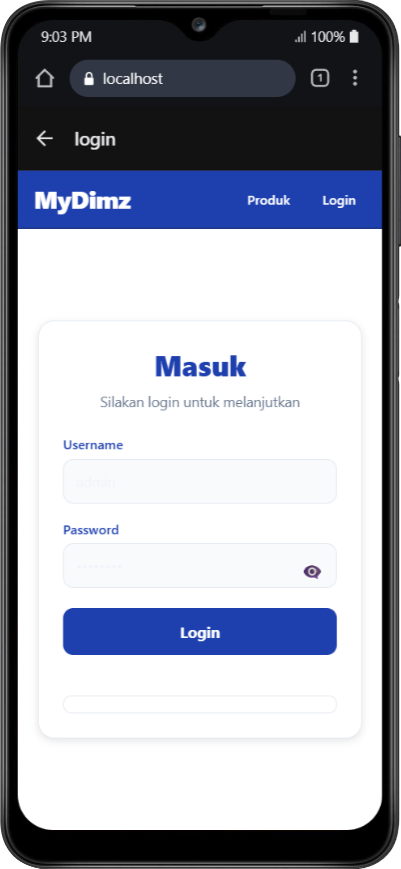 9:03 PM 100%
localhost 1
login
MyDimz Produk Login
Masuk
Silakan login untuk melanjutkan
Username
admin
Password
Login